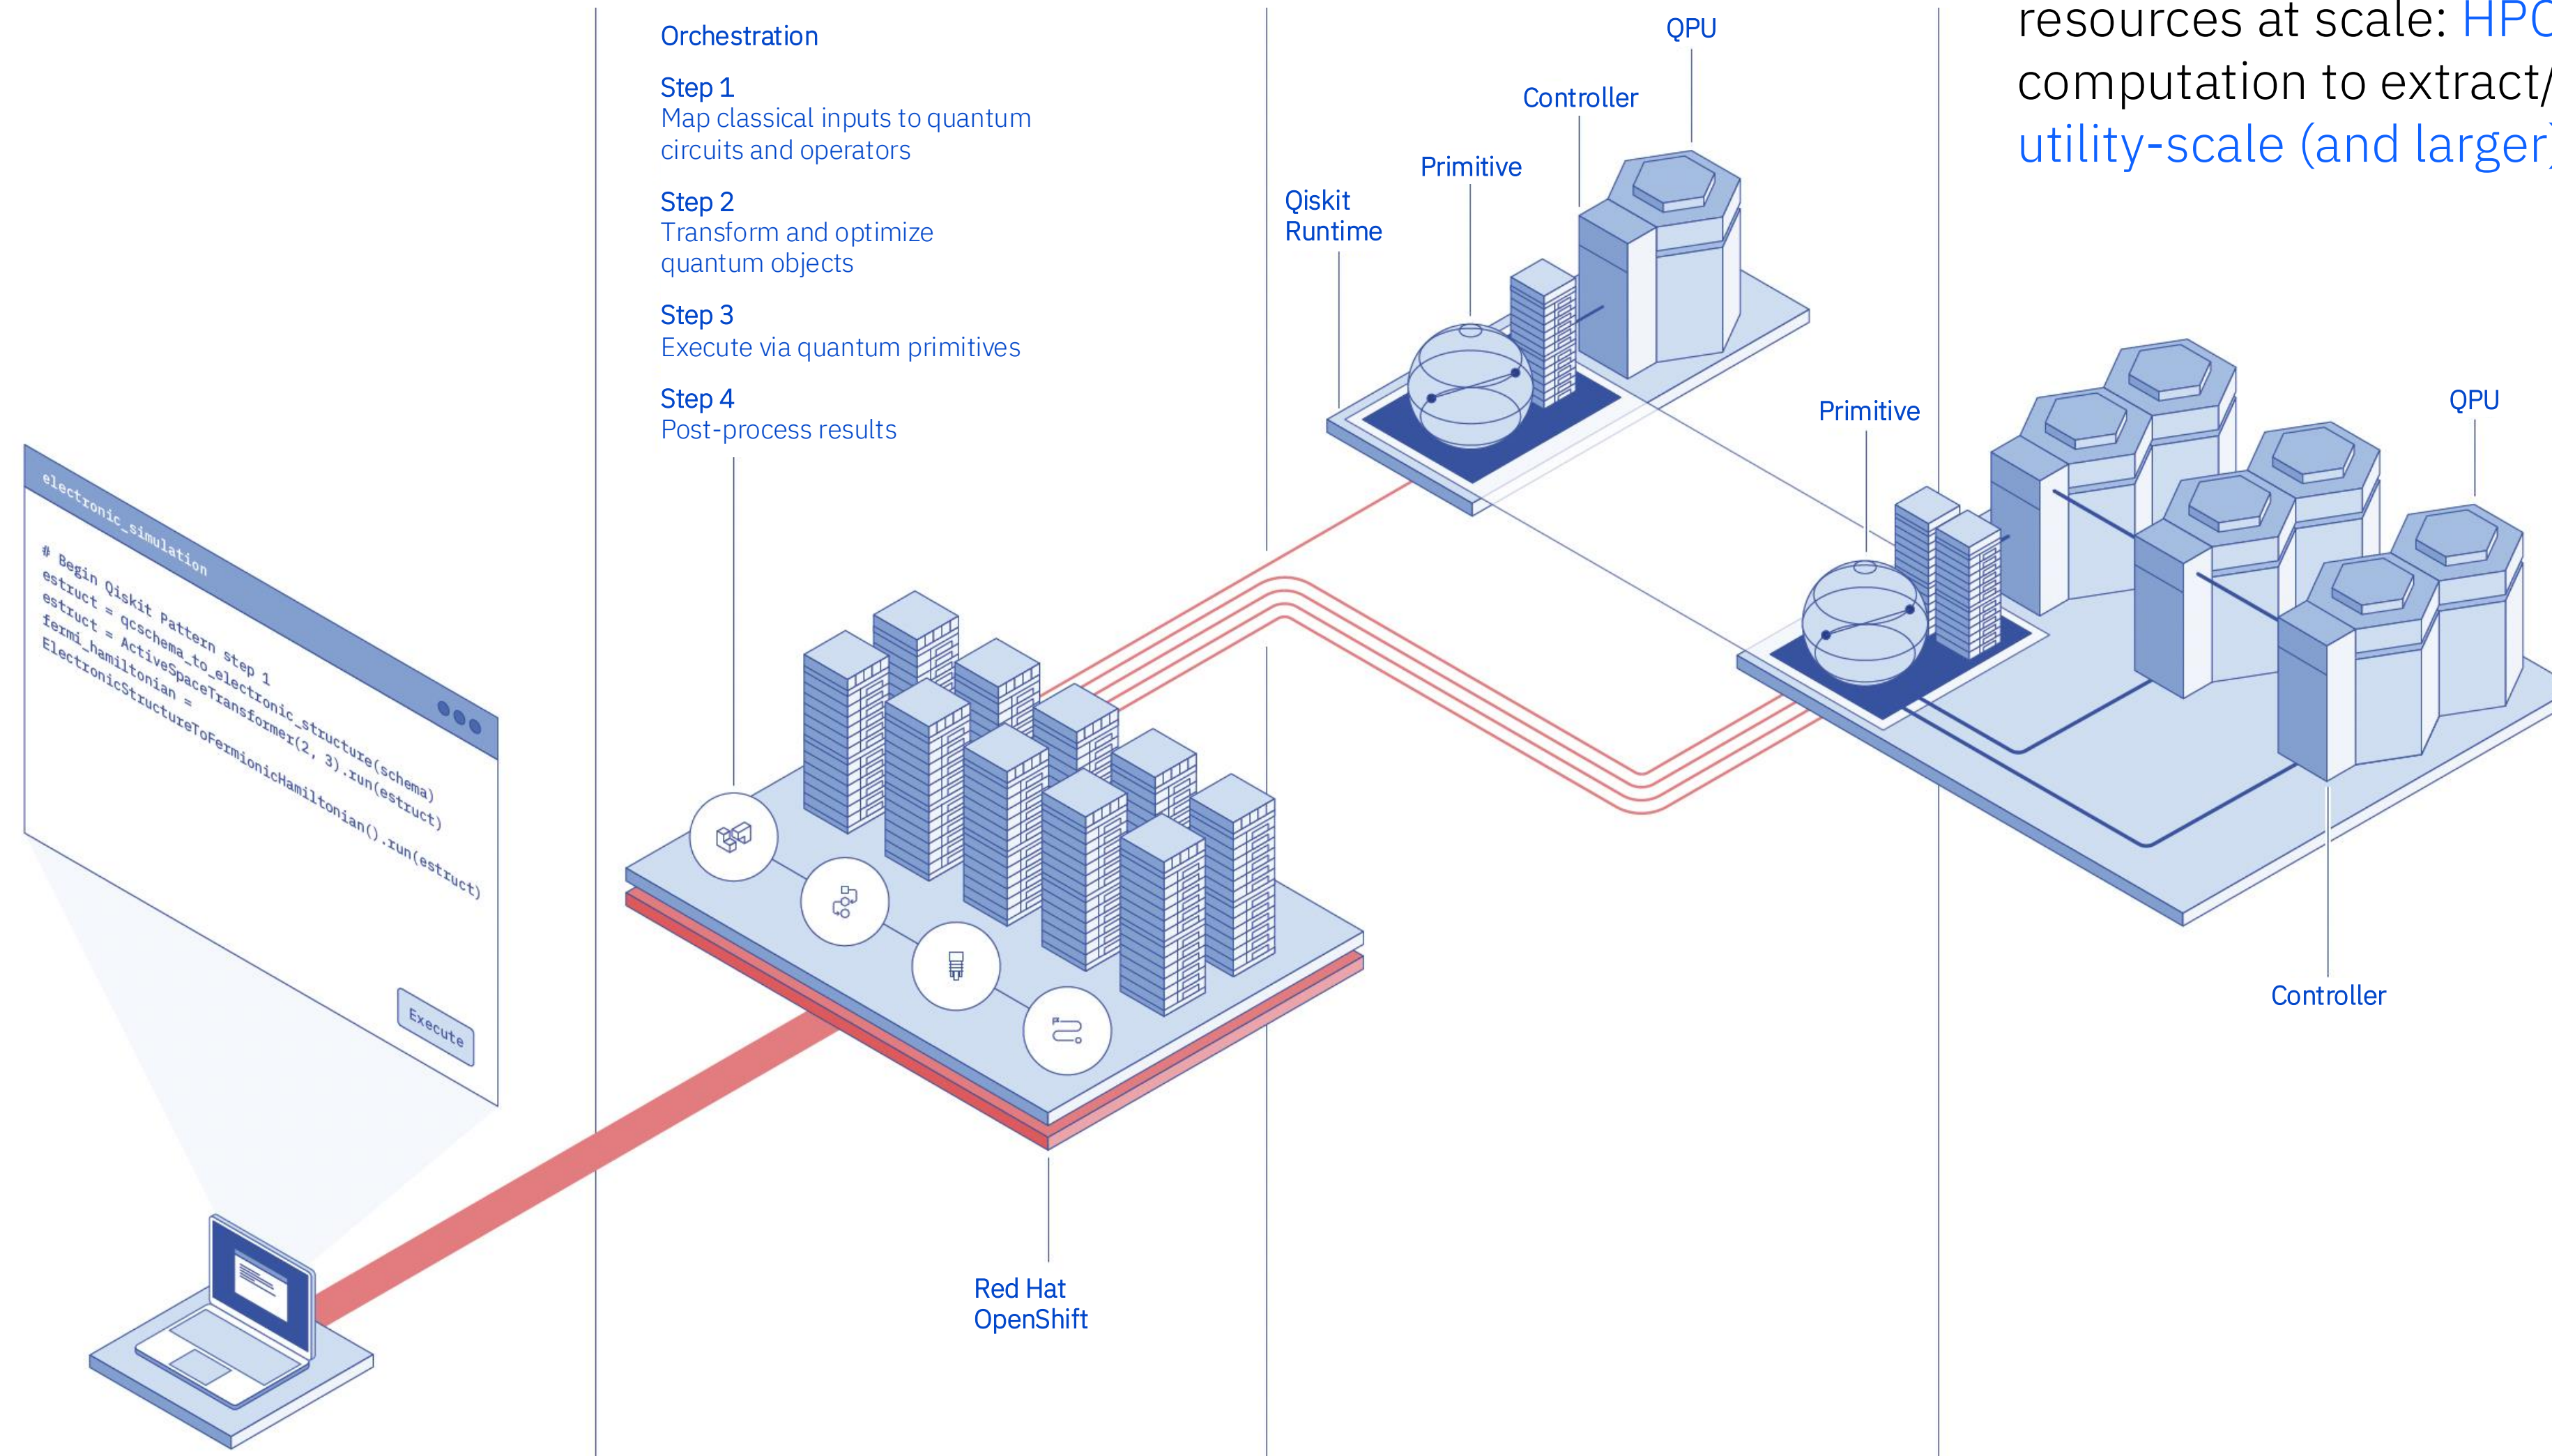 electronic_simulation
# Begin Qiskit Pattern step 1
estruct = qcschema_to_electronic_structure(schema)
estruct = ActiveSpaceTransformer(2, 3).run(estruct)
fermi_hamiltonian =
ElectronicStructureToFermionicHamiltonian().run(estruct)
Execute
Orchestration
Step 1
Map classical inputs to quantum
circuits and operators
Step 2
Transform and optimize
quantum objects
Step 3
Execute via quantum primitives
Step 4
Post-process results
Red Hat
OpenShift
Qiskit
Runtime
Primitive
Controller
QPU
Primitive
QPU
Controller
resources at scale: HPC
computation to extract/
utility-scale (and larger)